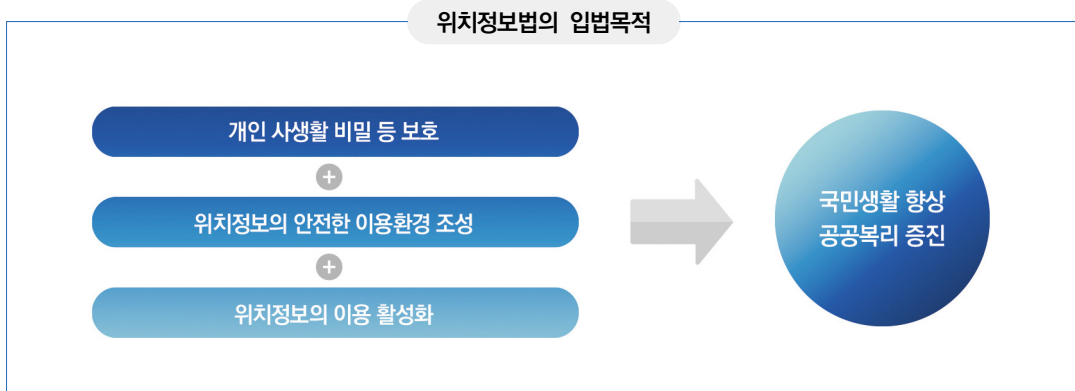 위치정보법의 입법목적
개인 사생활 비밀 등 보호
+
위치정보의 안전한 이용환경 조성
+
위치정보의 이용 활성화
국민생활 향상
공공복리 증진